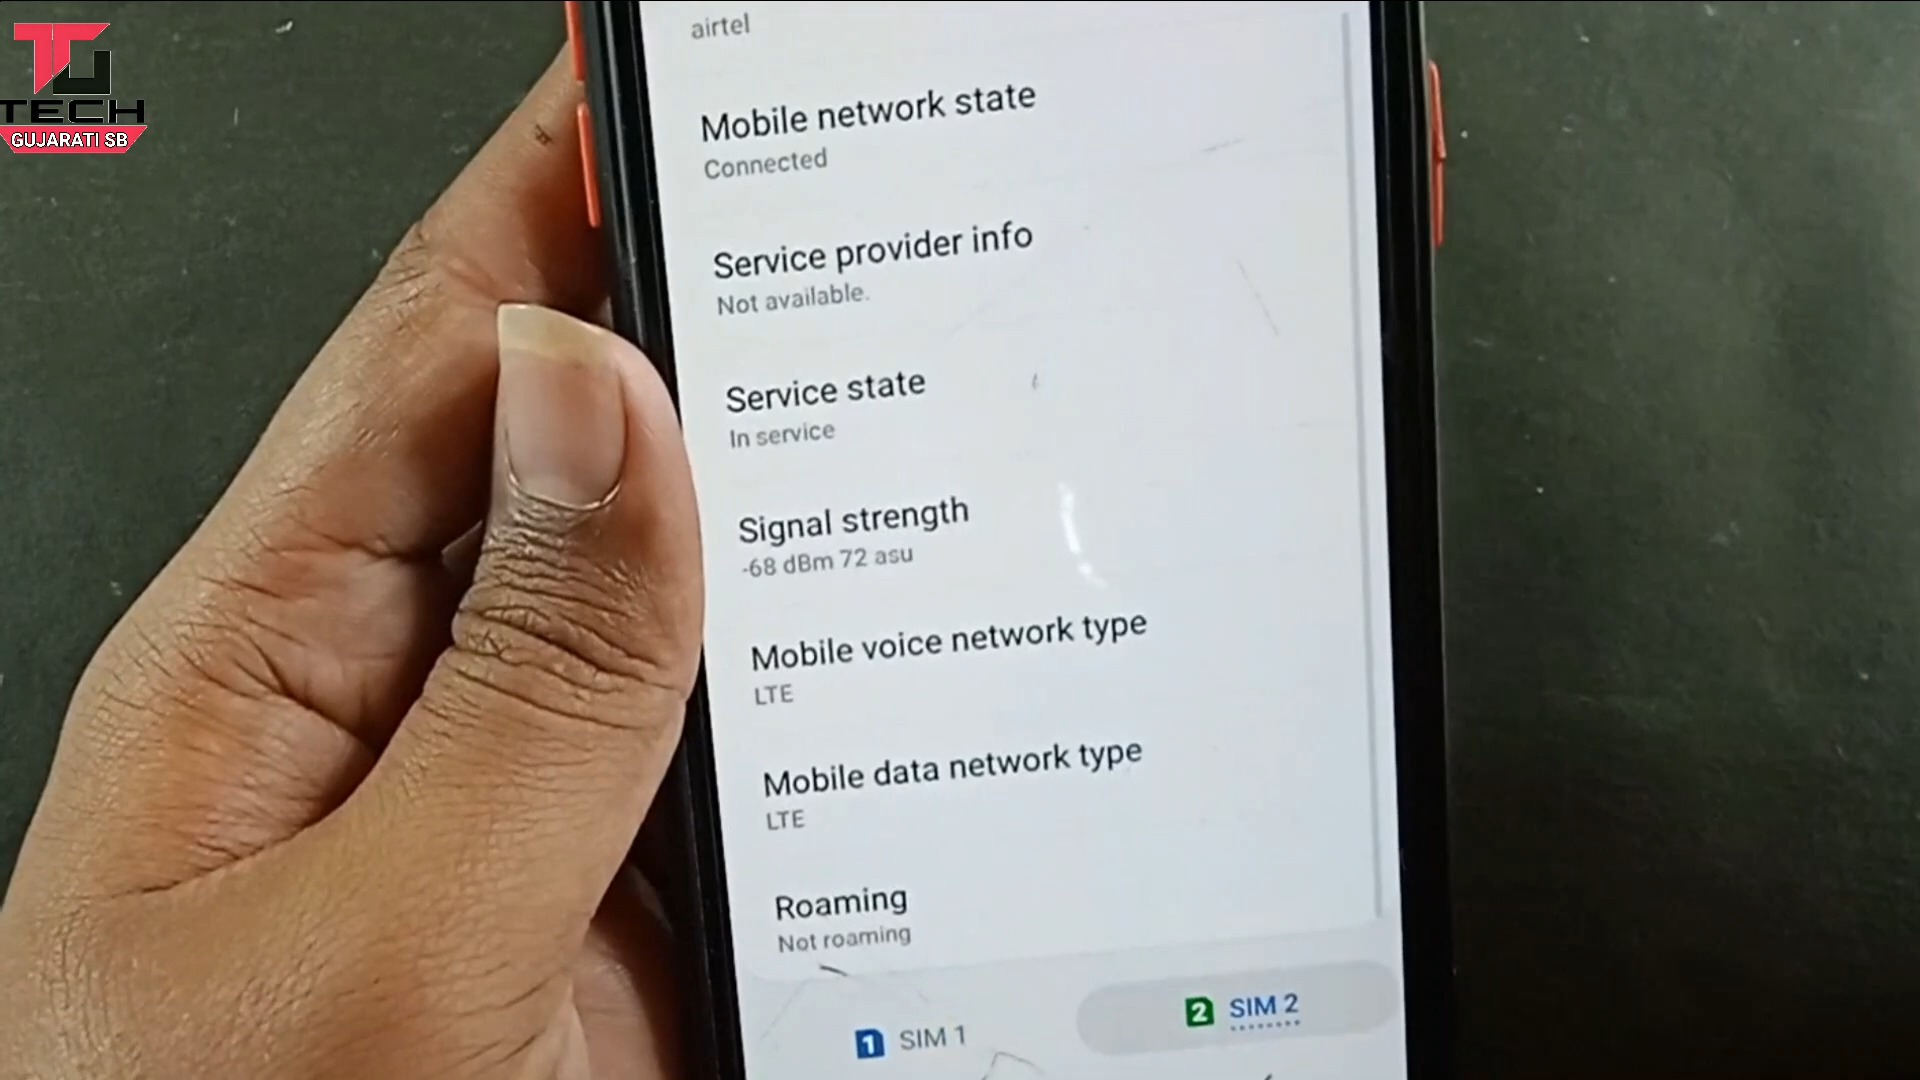 TECH
GUJARATI SB
airtel
Mobile network state
Connected
Service provider info
Not available.
Service state
In service
Signal strength
-68 dBm 72 asu
Mobile voice network type
LTE
Mobile data network type
LTE
Roaming
Not roaming
1 SIM 1
2 SIM 2